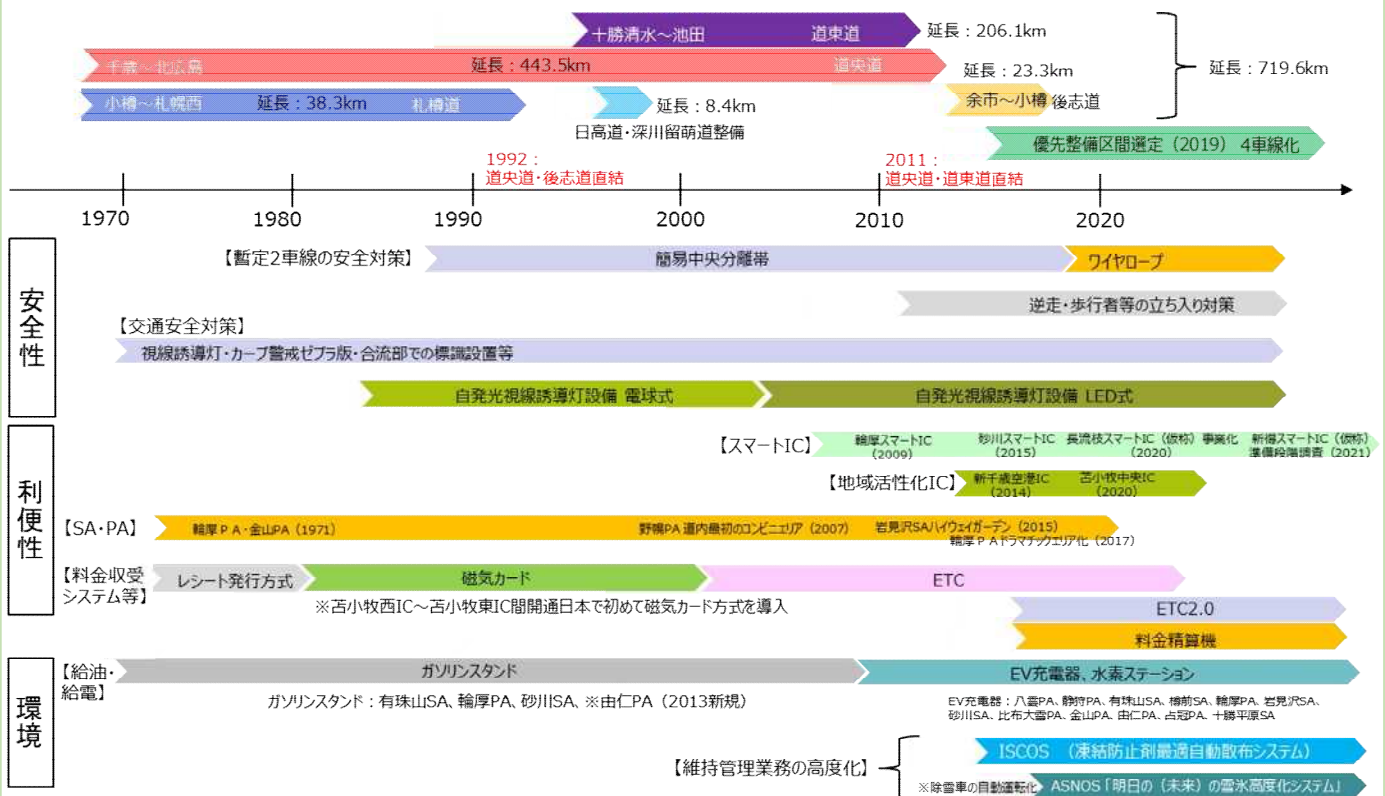 十勝清水～池田 道東道 延長：206.1km
千歳～北広島 延長：443.5km 道央道
延長：23.3km
延長：719.6km
小樽～札幌西 延長：38.3km 札樽道
延長：8.4km
余市～小樽 後志道
日高道・深川留萌道整備
優先整備区間選定（2019） 4車線化
1992：
道央道・後志道直結
2011：
道央道・道東道直結
1970 1980 1990 2000 2010 2020
安全性
【暫定2車線の安全対策】 簡易中央分離帯 ワイヤロープ
逆走・歩行者等の立ち入り対策
【交通安全対策】
視線誘導灯・カーブ警戒ゼブラ版・合流部での標識設置等
自発光視線誘導灯設備 電球式 自発光視線誘導灯設備 LED式
利便性
【スマートIC】
輪厚スマートIC
（2009）
砂川スマートIC
（2015）
長流枝スマートIC（仮称）事業化
（2020）
新得スマートIC（仮称）
準備段階調査（2021）
【地域活性化IC】
新千歳空港IC
（2014）
苫小牧中央IC
（2020）
【SA・PA】 輪厚ＰＡ・金山PA（1971） 野幌PA 道内最初のコンビニエリア（2007） 岩見沢SAハイウェイガーデン（2015）
輪厚ＰＡドラマチックエリア化（2017）
【料金収受
システム等】
レシート発行方式 磁気カード ETC
※苫小牧西IC～苫小牧東IC間開通日本で初めて磁気カード方式を導入
ETC2.0
料金精算機
環境
【給油・
給電】
ガソリンスタンド EV充電器、水素ステーション
ガソリンスタンド：有珠山SA、輪厚PA、砂川SA、※由仁PA（2013新規）
EV充電器：八雲PA、静狩PA、有珠山SA、樽前SA、輪厚PA、岩見沢SA、
砂川SA、比布大雪PA、金山PA、由仁PA、占冠PA、十勝平原SA
【維持管理業務の高度化】
ISCOS （凍結防止剤最適自動散布システム）
※除雪車の自動運転化 ASNOS「明日の（未来）の雪氷高度化システム」